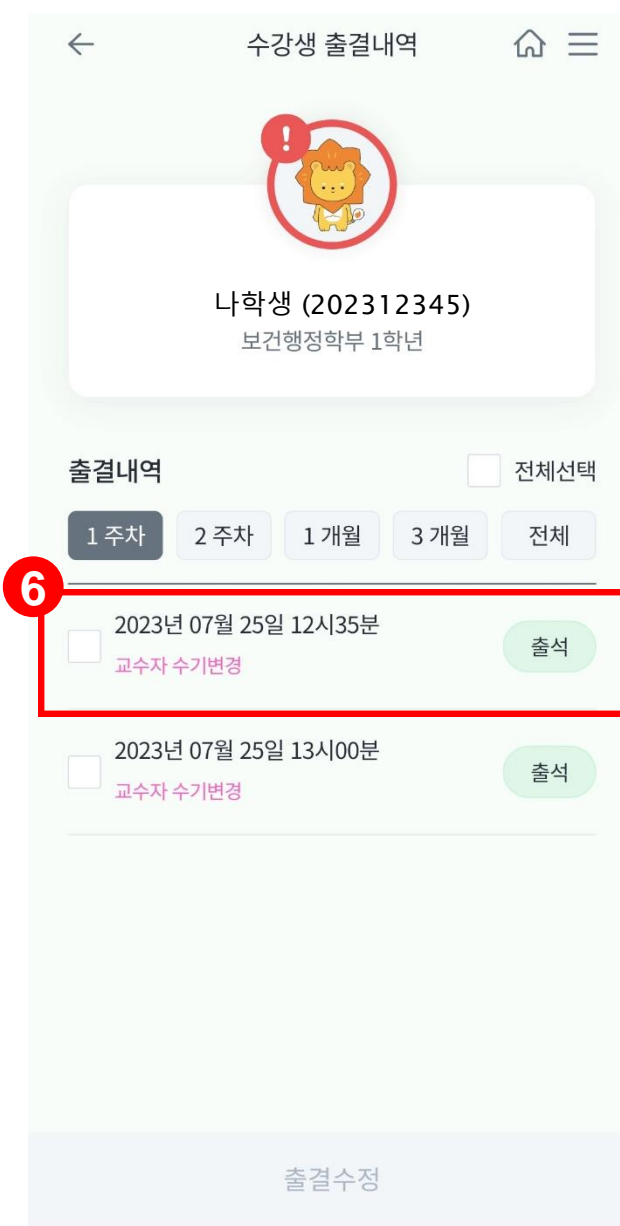 수강생 출결내역
!
나학생 (202312345)
보건행정학부 1학년
출결내역
전체선택
1 주차
2 주차
1 개월
3 개월
전체
6
2023년 07월 25일 12시35분
교수자 수기변경
출석
2023년 07월 25일 13시00분
교수자 수기변경
출석
출결수정